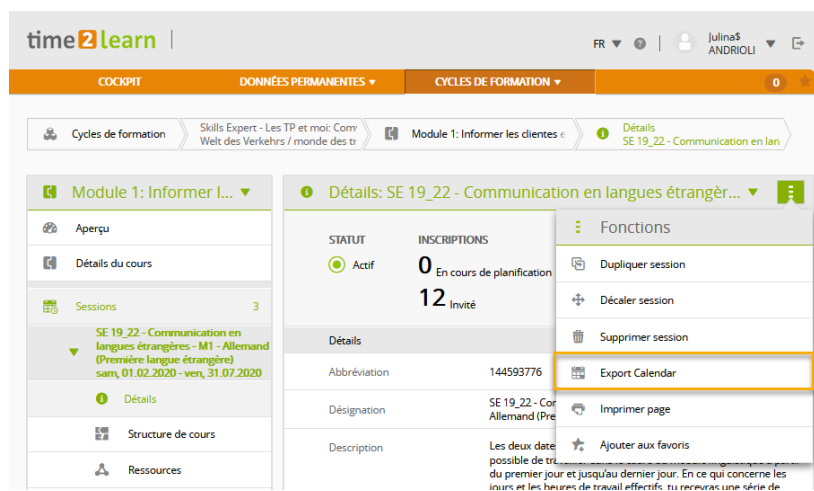 time2learn
FR
Julina$
ANDRIOLI
COCKPIT
DONNÉES PERMANENTES
CYCLES DE FORMATION
0
Cycles de formation
Skills Expert - Les TP et moi: Com
Welt des Verkehrs / monde des tr
Module 1: Informer les clientes e
Détails
SE 19_22 - Communication en lan
Module 1: Informer l...
Aperçu
Détails du cours
Sessions 3
SE 19_22 - Communication en
langues étrangères - M1 - Allemand
(Première langue étrangère)
sam, 01.02.2020 - ven, 31.07.2020
Détails
Structure de cours
Ressources
Détails: SE 19_22 - Communication en langues étrangèr...
STATUT
Actif
INSCRIPTIONS
0 En cours de planification
12 Invité
Détails
Abbréviation 144593776
Désignation SE 19_22 - Cor
Allemand (Pre
Description Les deux date
possible de
du premier jour et jusqu'au dernier jour. En ce qui concerne les
jours et les heures de travail effectifs, tu recevras une série de
Fonctions
Dupliquer session
Décaler session
Supprimer session
Export Calendar
Imprimer page
Ajouter aux favoris